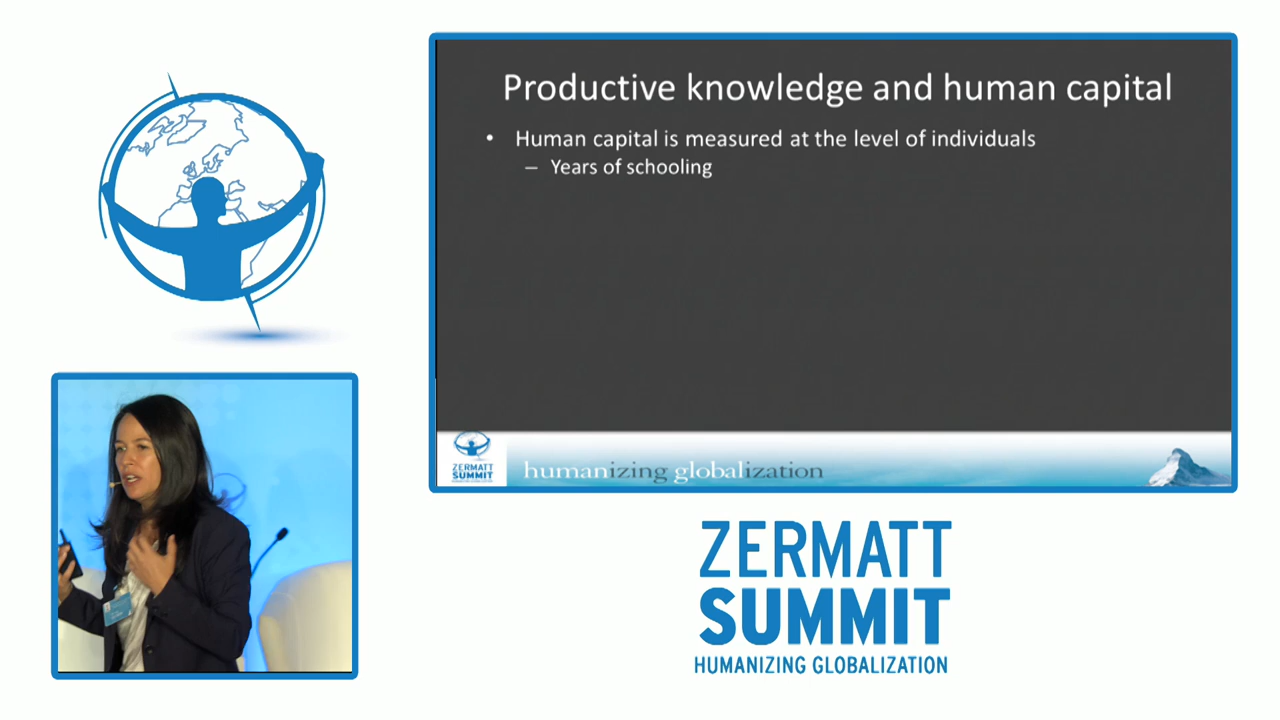 Productive knowledge and human capital
• Human capital is measured at the level of individuals
– Years of schooling
ZERMATT
SUMMIT
humanizing globalization
ZERMATT
SUMMIT
HUMANIZING GLOBALIZATION